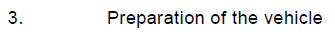 3. Preparation of the vehicle